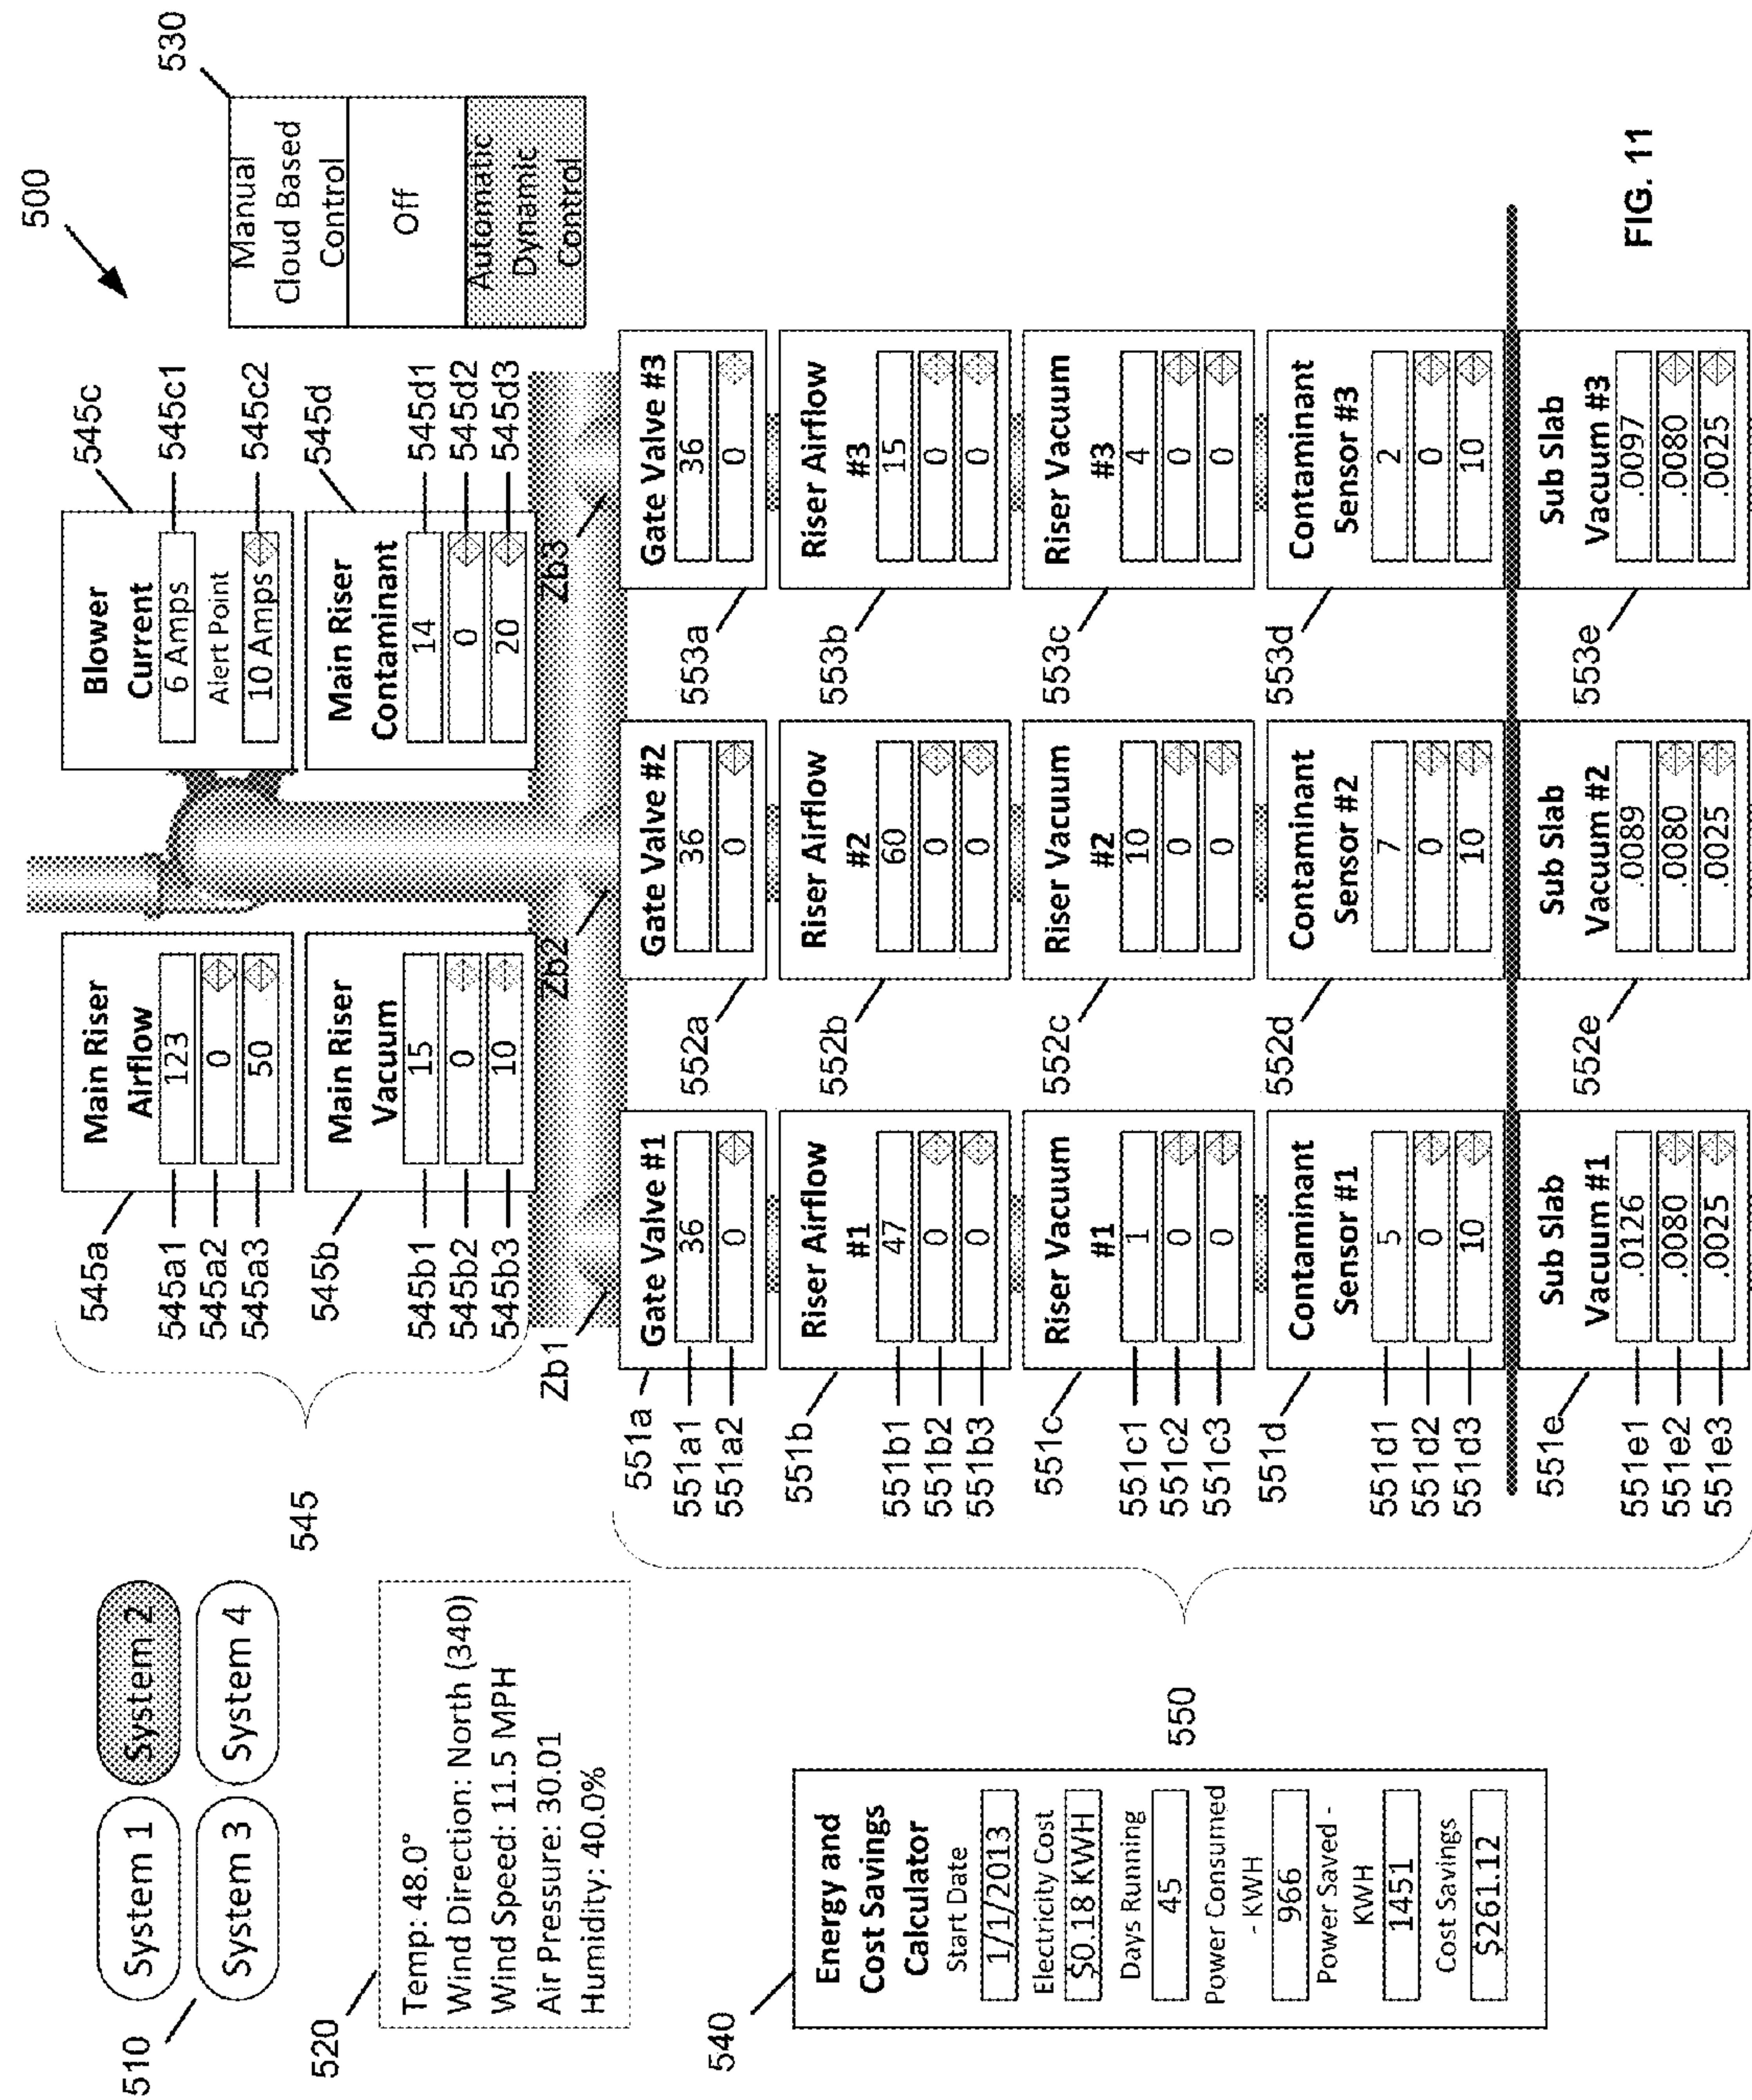 500
510
System 1
System 2
System 3
System 4
520
Temp: 48.0°
Wind Direction: North (340)
Wind Speed: 11.5 MPH
Air Pressure: 30.01
Humidity: 40.0%
540
Energy and
Cost Savings
Calculator
Start Date
1/1/2013
Electricity Cost
$0.18 KWH
Days Running
45
Power Consumed
- KWH
966
Power Saved -
KWH
1451
Cost Savings
$261.12
545
545a
Main Riser
Airflow
545a1
123
545a2
0
545a3
50
545b
Main Riser
Vacuum
545b1
15
545b2
0
545b3
10
545c
Blower
Current
6 Amps
545c1
Alert Point
10 Amps
545c2
545d
Main Riser
Contaminant
14
545d1
0
545d2
20
545d3
530
Manual
Cloud Based
Control
Off
Automatic
Dynamic
Control
Zb1
Zb2
Zb3
550
551a
Gate Valve #1
551a1
36
551a2
0
551b
Riser Airflow
#1
551b1
47
551b2
0
551b3
0
551c
Riser Vacuum
#1
551c1
1
551c2
0
551c3
0
551d
Contaminant
Sensor #1
551d1
5
551d2
0
551d3
10
551e
Sub Slab
Vacuum #1
551e1
.0126
551e2
.0080
551e3
.0025
552a
Gate Valve #2
36
0
552b
Riser Airflow
#2
60
0
0
552c
Riser Vacuum
#2
10
0
0
552d
Contaminant
Sensor #2
7
0
10
552e
Sub Slab
Vacuum #2
.0089
.0080
.0025
553a
Gate Valve #3
36
0
553b
Riser Airflow
#3
15
0
0
553c
Riser Vacuum
#3
4
0
0
553d
Contaminant
Sensor #3
2
0
10
553e
Sub Slab
Vacuum #3
.0097
.0080
.0025
FIG. 11